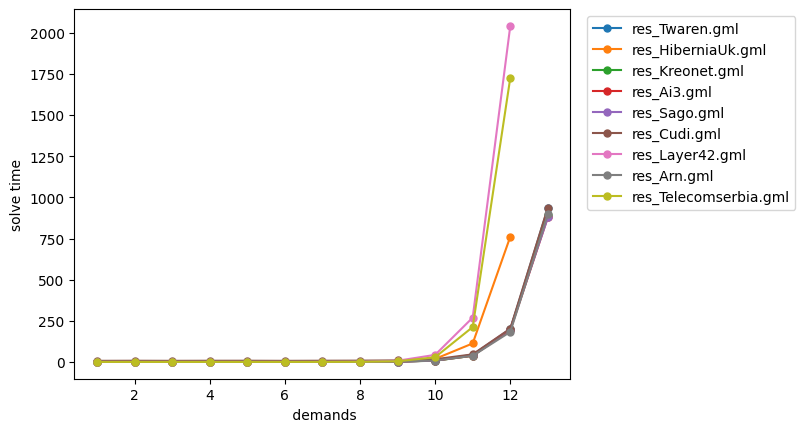 2000
1750
1500
1250
1000
750
500
250
0
solve time
2
4
6
8
10
12
demands
res_Twaren.gml
res_HiberniaUk.gml
res_Kreonet.gml
res_Ai3.gml
res_Sago.gml
res_Cudi.gml
res_Layer42.gml
res_Arn.gml
res_Telecomserbia.gml